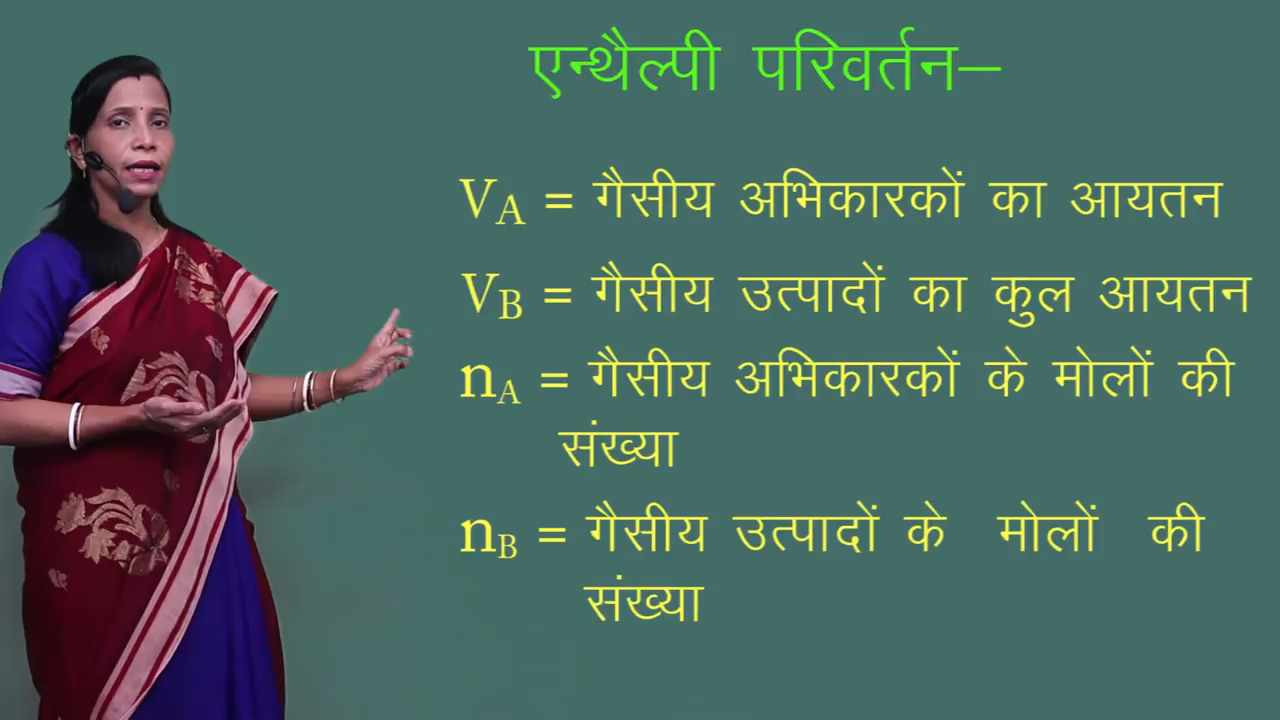 एन्थैल्पी परिवर्तन–
VA = गैसीय अभिकारकों का आयतन
VB = गैसीय उत्पादों का कुल आयतन
nA = गैसीय अभिकारकों के मोलों की
संख्या
nB = गैसीय उत्पादों के मोलों की
संख्या